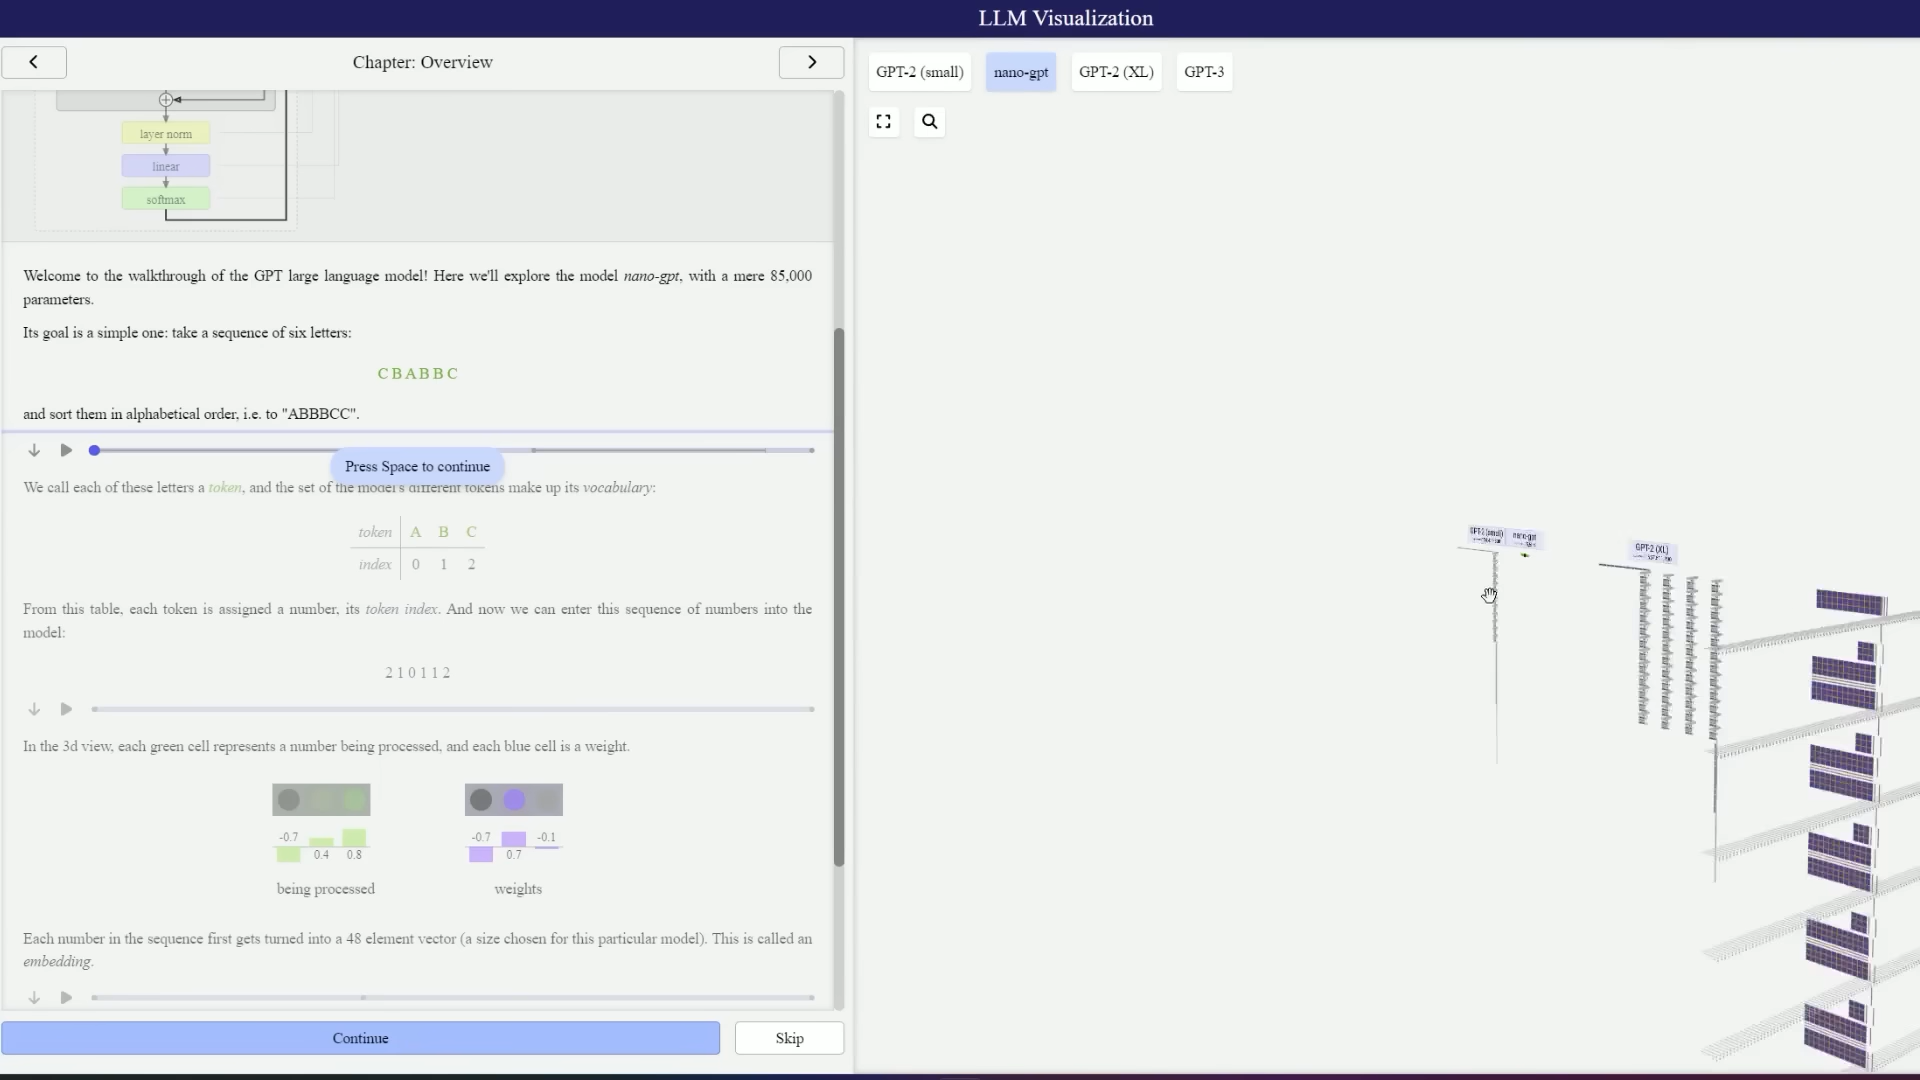 LLM Visualization
Chapter: Overview
layer norm
linear
softmax
Welcome to the walkthrough of the GPT large language model! Here we'll explore the model nano-gpt, with a mere 85,000
parameters.
Its goal is a simple one: take a sequence of six letters:
C B A B B C
and sort them in alphabetical order, i.e. to "ABBBCC".
Press Space to continue
We call each of these letters a token, and the set of the model's different tokens make up its vocabulary:
token A B C
index 0 1 2
From this table, each token is assigned a number, its token index. And now we can enter this sequence of numbers into the
model:
2 1 0 1 1 2
In the 3d view, each green cell represents a number being processed, and each blue cell is a weight.
-0.7 0.4 0.8
-0.7 0.7 -0.1
being processed
weights
Each number in the sequence first gets turned into a 48 element vector (a size chosen for this particular model). This is called an
embedding.
Continue
Skip
GPT-2 (small)
nano-gpt
GPT-2 (XL)
GPT-3
GPT-2 (small)
nano-gpt
GPT-2 (XL)